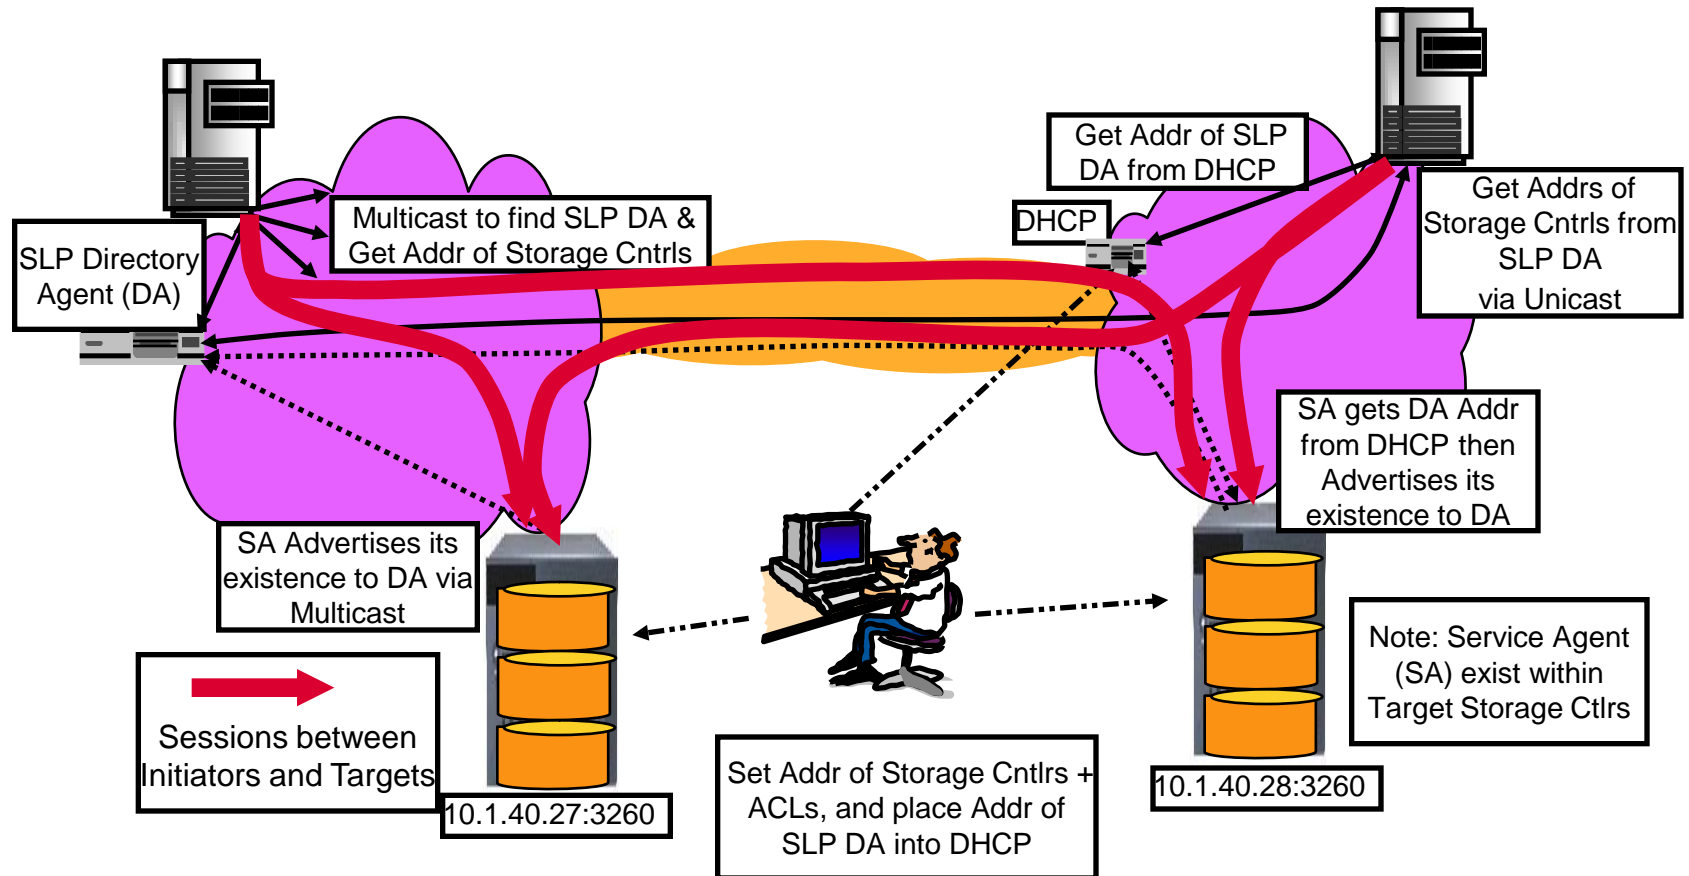 Get Addr of SLP
DA from DHCP
Multicast to find SLP DA &
Get Addr of Storage Cntrls
DHCP
Get Addrs of
Storage Cntrls from
SLP DA
via Unicast
SLP Directory
Agent (DA)
SA gets DA Addr
from DHCP then
Advertises its
existence to DA
SA Advertises its
existence to DA via
Multicast
Note: Service Agent
(SA) exist within
Target Storage Ctlrs
Sessions between
Initiators and Targets
Set Addr of Storage Cntlrs +
ACLs, and place Addr of
SLP DA into DHCP
10.1.40.27:3260
10.1.40.28:3260